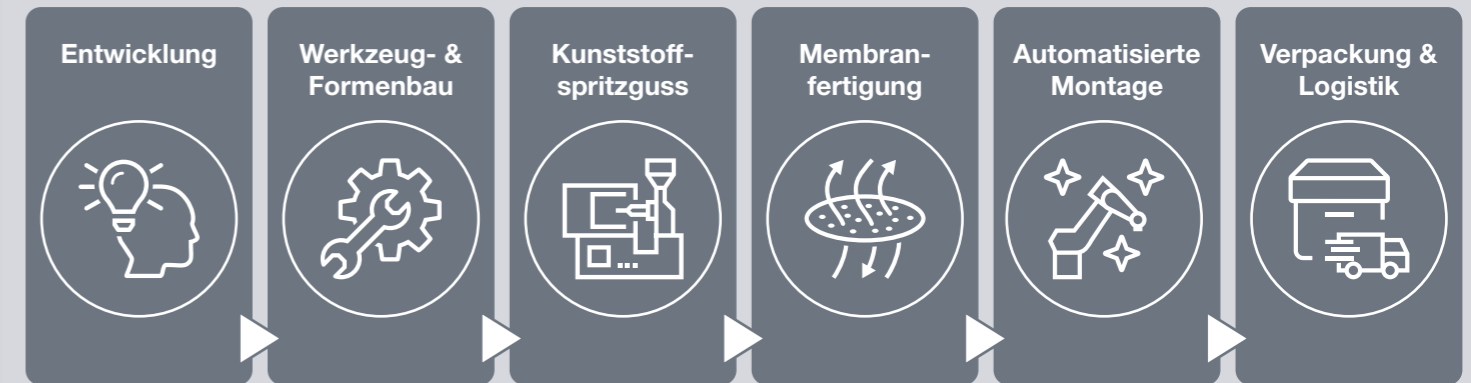 Entwicklung
Werkzeug- &
Formenbau
Kunststoff-
spritzguss
Membran-
fertigung
Automatisierte
Montage
Verpackung &
Logistik